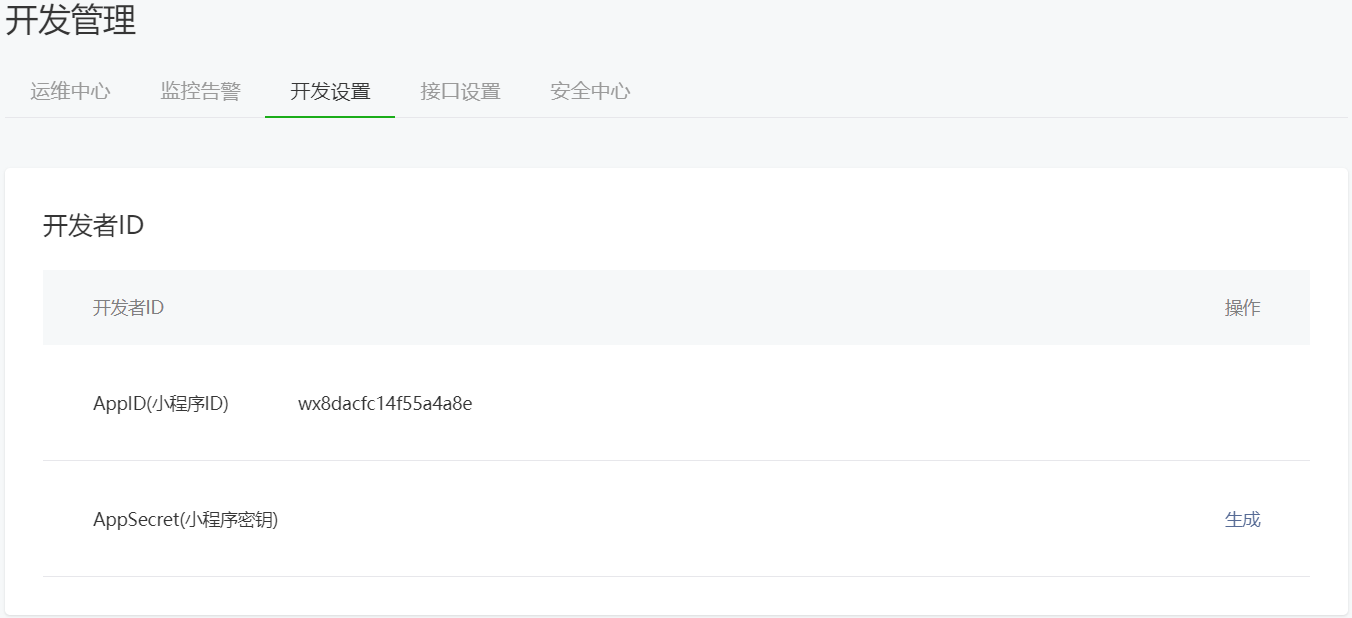 开发管理
运维中心 监控告警 开发设置 接口设置 安全中心
开发者ID
开发者ID 操作
AppID(小程序ID) wx8dacfc14f55a4a8e
AppSecret(小程序密钥) 生成